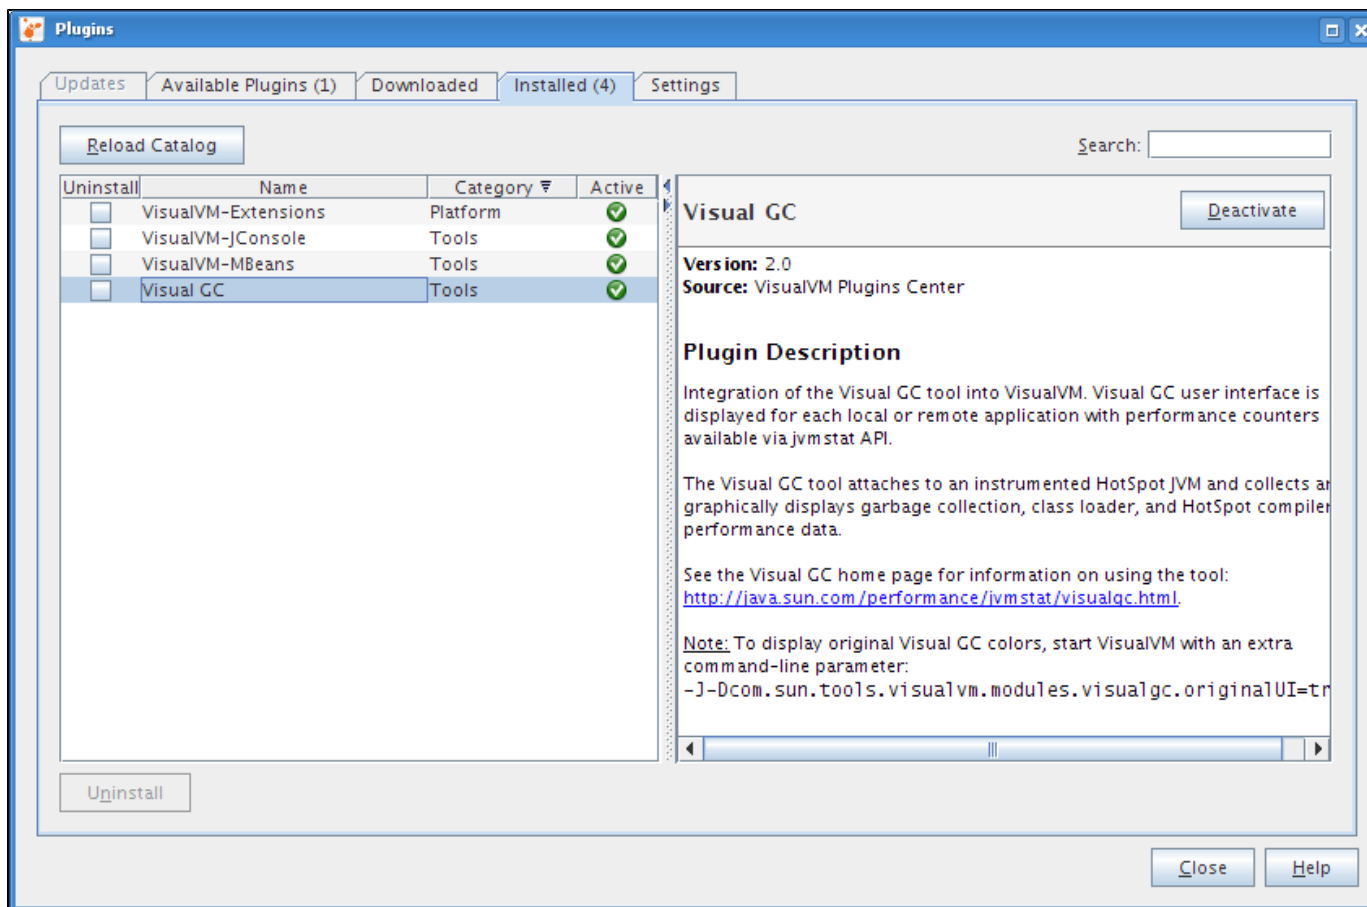 Plugins
Updates Available Plugins (1) Downloaded Installed (4) Settings
Reload Catalog Search:
Uninstall Name Category Active
VisualVM-Extensions Platform
VisualVM-JConsole Tools
VisualVM-MBeans Tools
Visual GC Tools
Visual GC Deactivate
Version: 2.0
Source: VisualVM Plugins Center
Plugin Description
Integration of the Visual GC tool into VisualVM. Visual GC user interface is
displayed for each local or remote application with performance counters
available via jvmstat API.
The Visual GC tool attaches to an instrumented HotSpot JVM and collects
graphically displays garbage collection, class loader, and HotSpot compiler
performance data.
See the Visual GC home page for information on using the tool:
http://java.sun.com/performance/jvmstat/visualgc.html.
Note: To display original Visual GC colors, start VisualVM with an extra
command-line parameter:
-J-Dcom.sun.tools.visualvm.modules.visualgc.originalUI=tr
Uninstall
Close Help